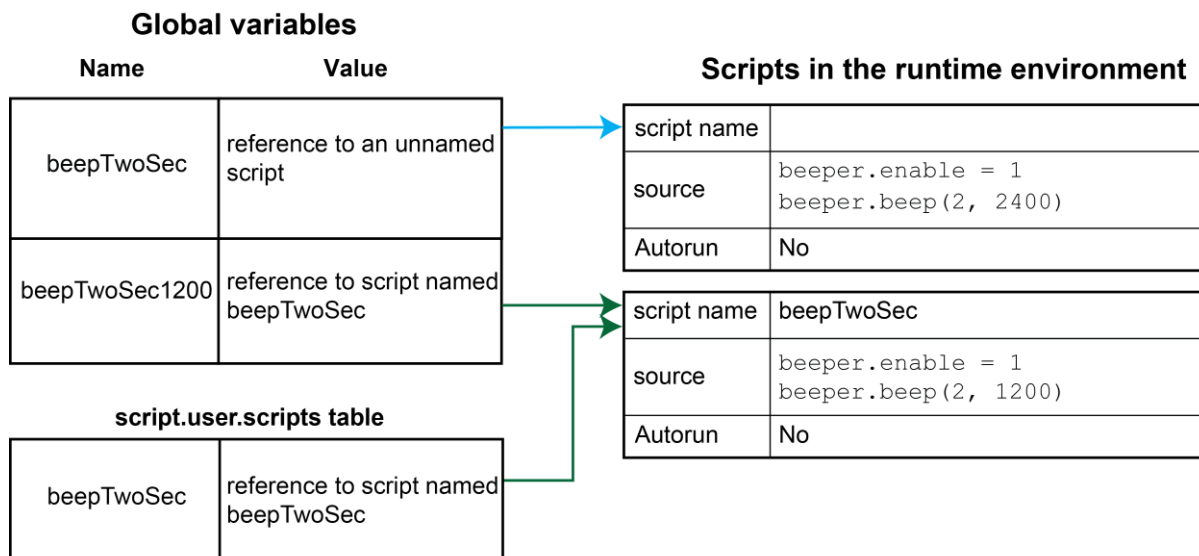 Global variables
Name Value
beepTwoSec
reference to an unnamed
script
beepTwoSec1200
reference to script named
beepTwoSec
script.user.scripts table
beepTwoSec
reference to script named
beepTwoSec
Scripts in the runtime environment
script name
source
beeper.enable = 1
beeper.beep(2, 2400)
Autorun No
script name beepTwoSec
source
beeper.enable = 1
beeper.beep(2, 1200)
Autorun No